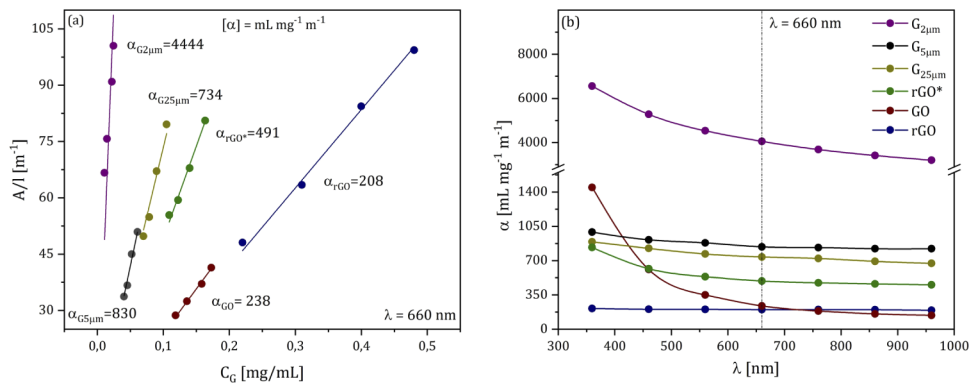 (a)
[α] = mL mg⁻¹ m⁻¹
α_G2μm=4444
α_G25μm=734
α_rGO*=491
α_rGO=208
α_GO= 238
α_G5μm=830
λ = 660 nm
A/l [m⁻¹]
105
90
75
60
45
30
0,0 0,1 0,2 0,3 0,4 0,5
C_G [mg/mL]
(b)
λ = 660 nm
G_2μm
G_5μm
G_25μm
rGO*
GO
rGO
α [mL mg⁻¹ m⁻¹]
8000
6000
4000
1400
1050
700
350
0
300 400 500 600 700 800 900 1000
λ [nm]